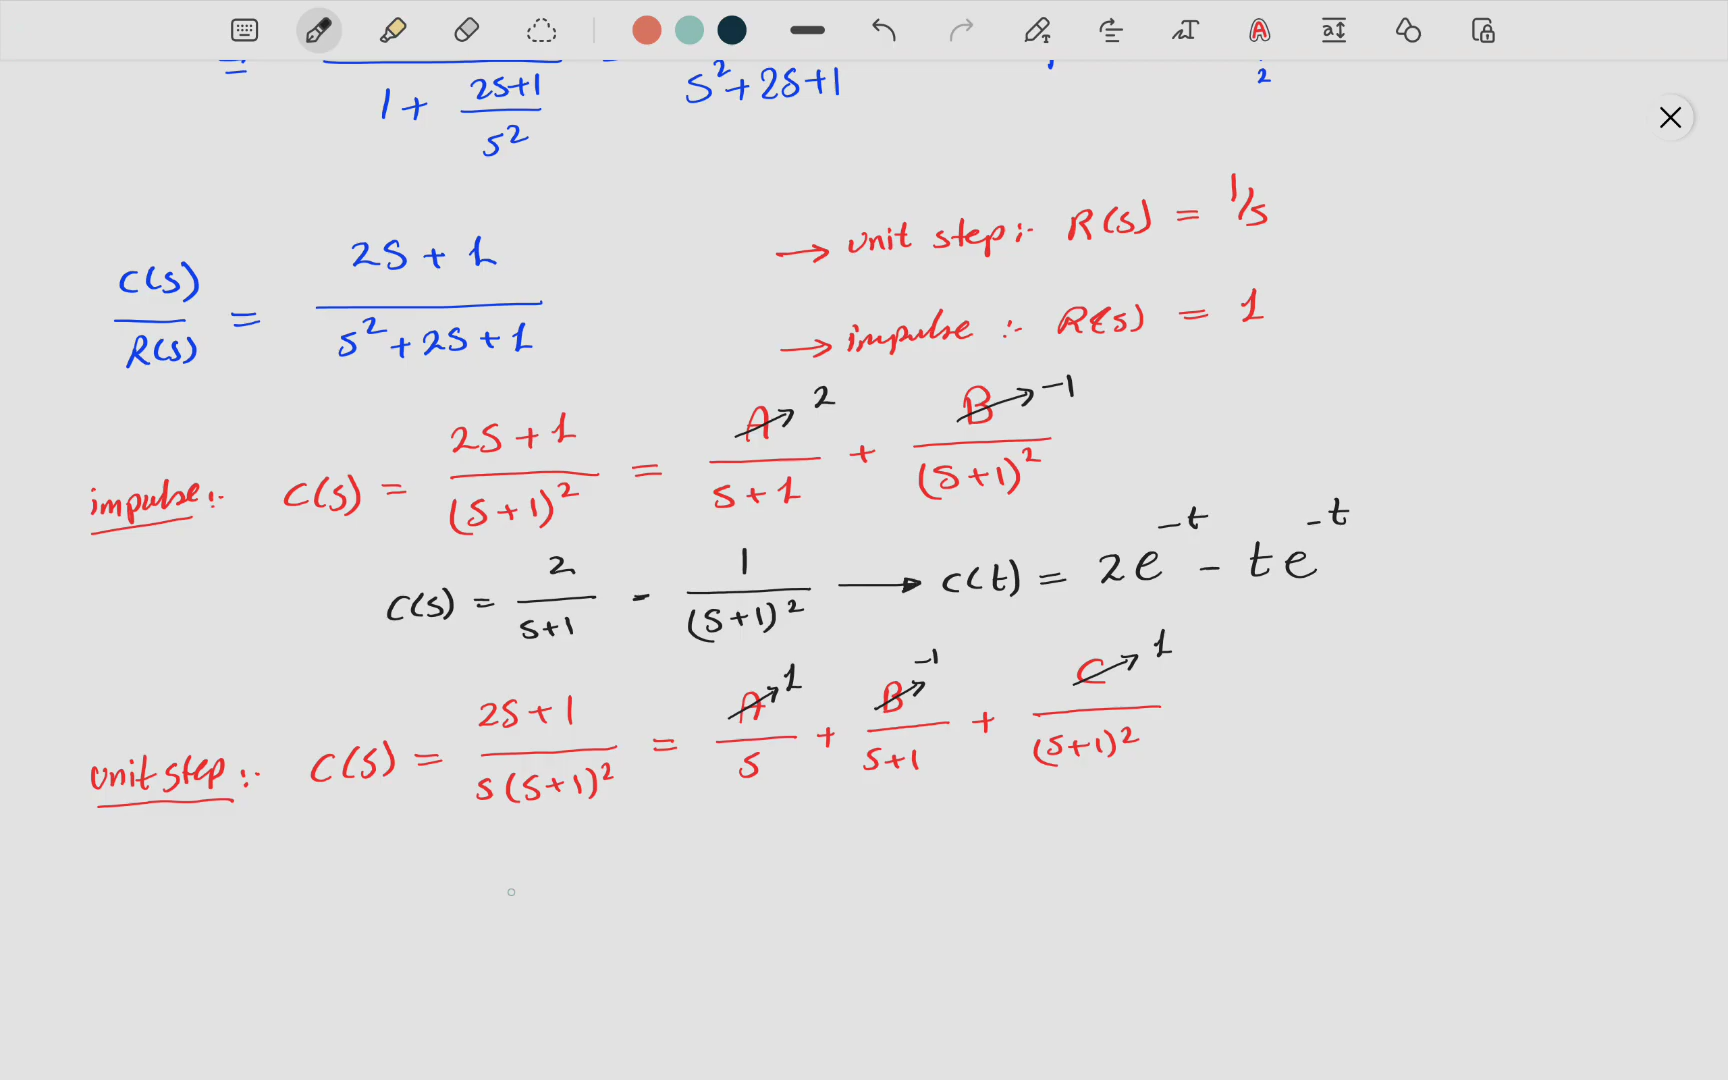 = 1 + (2S+1)/S² = S²+2S+1
2
→ unit step :- R(s) = 1/s
C(s)/R(s) = (2S + 1)/(S² + 2S + 1)
→ impulse :- R(s) = 1
impulse :- C(s) = (2S + 1)/(S + 1)² = A/(S + 1) + B/(S+1)²
2
-1
C(s) = 2/(S+1) - 1/(S+1)² → c(t) = 2e^-t - te^-t
unit step :- C(s) = (2S + 1)/(S(S+1)²) = A/S + B/(S+1) + C/(S+1)²
1
-1
1